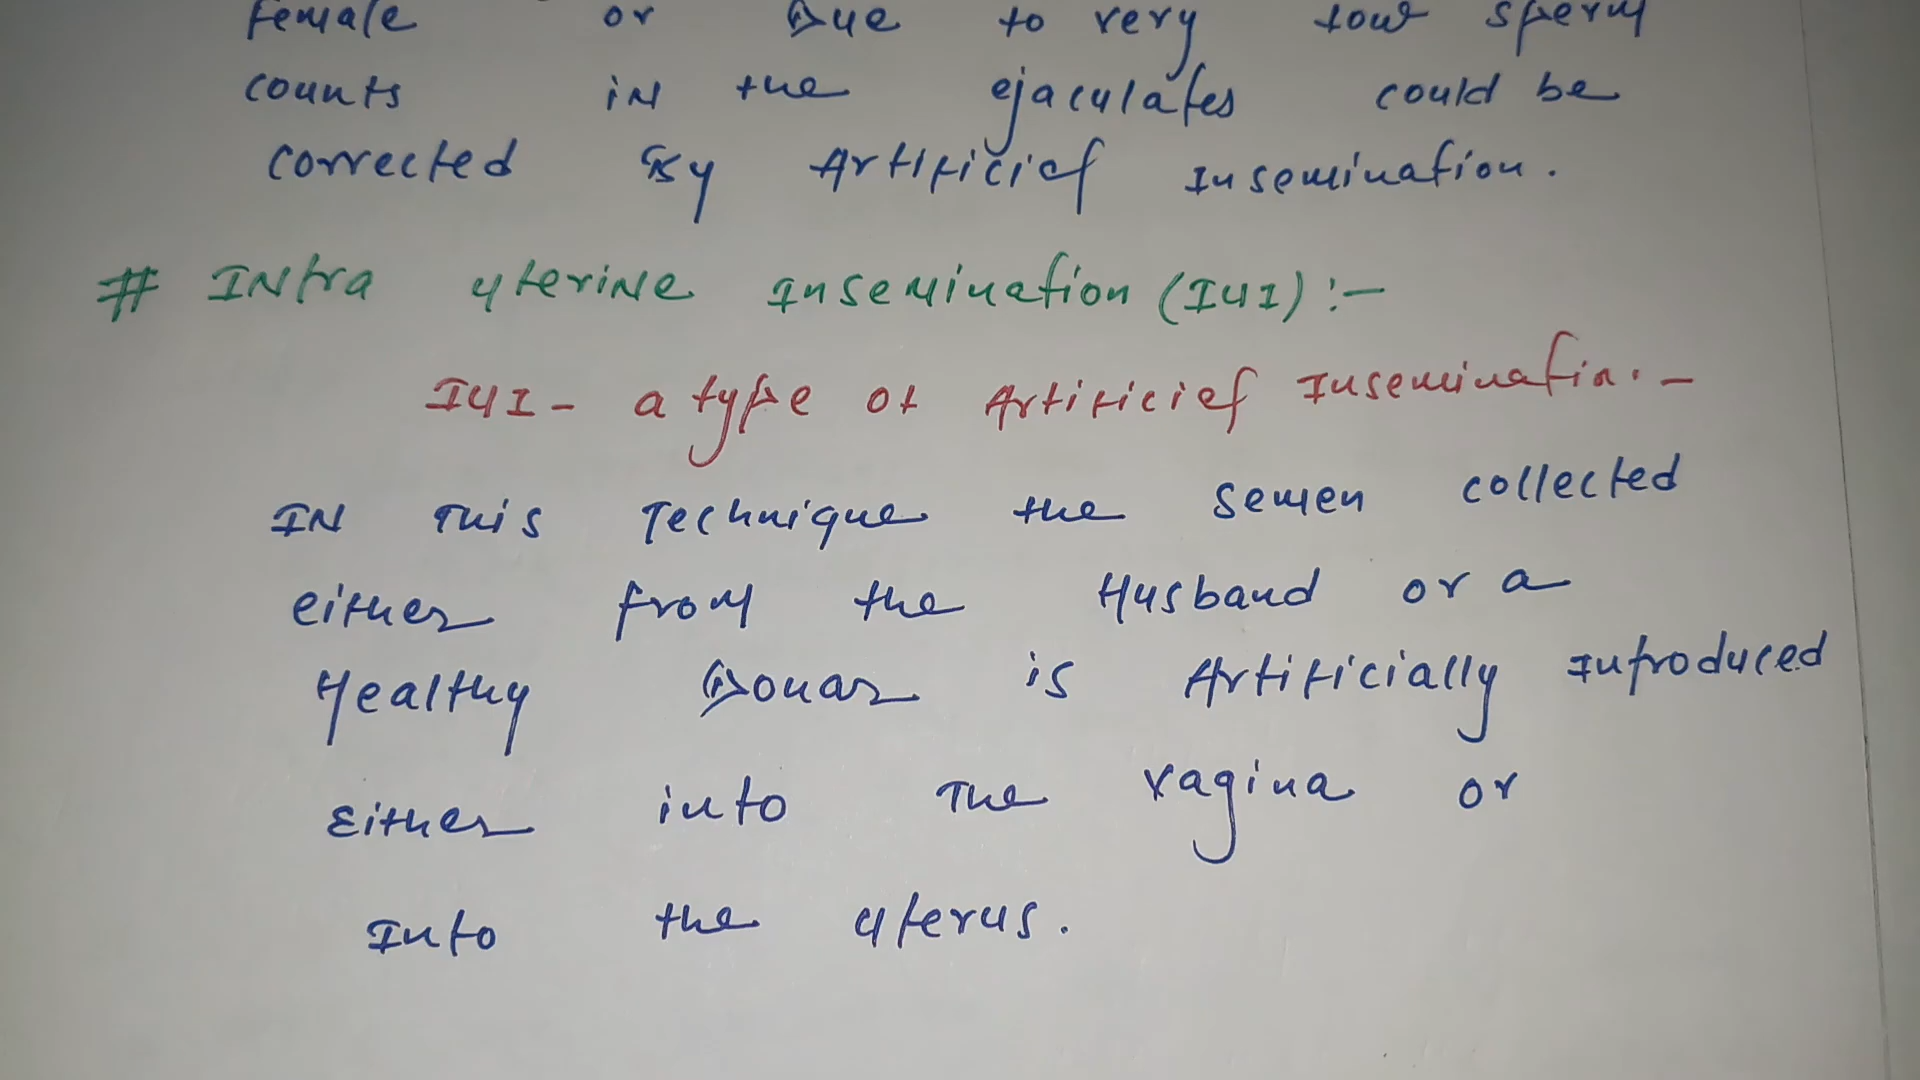 female or Due to very low sperm
counts in the ejaculates could be
corrected By Artificial Insemination.
# INtra uteriNe Insemination (IUI) :-
IUI - a type of Artificial Insemination. -
IN This Technique the Semen collected
either from the Husband or a
Healthy Donar is Artificially Introduced
Either into The vagina or
Into the uterus.